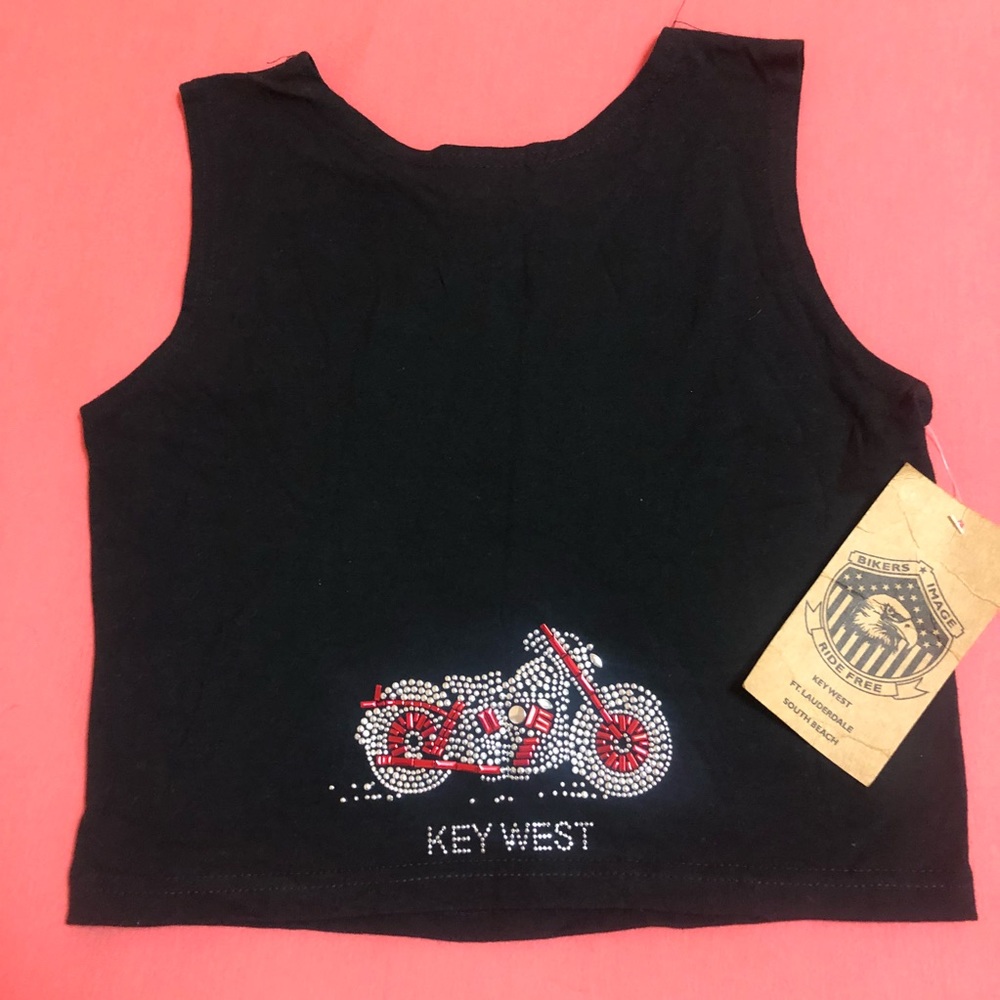 BIKERS IMAGE
RIDE FREE
KEY WEST
FT. LAUDERDALE
SOUTH BEACH
KEY WEST